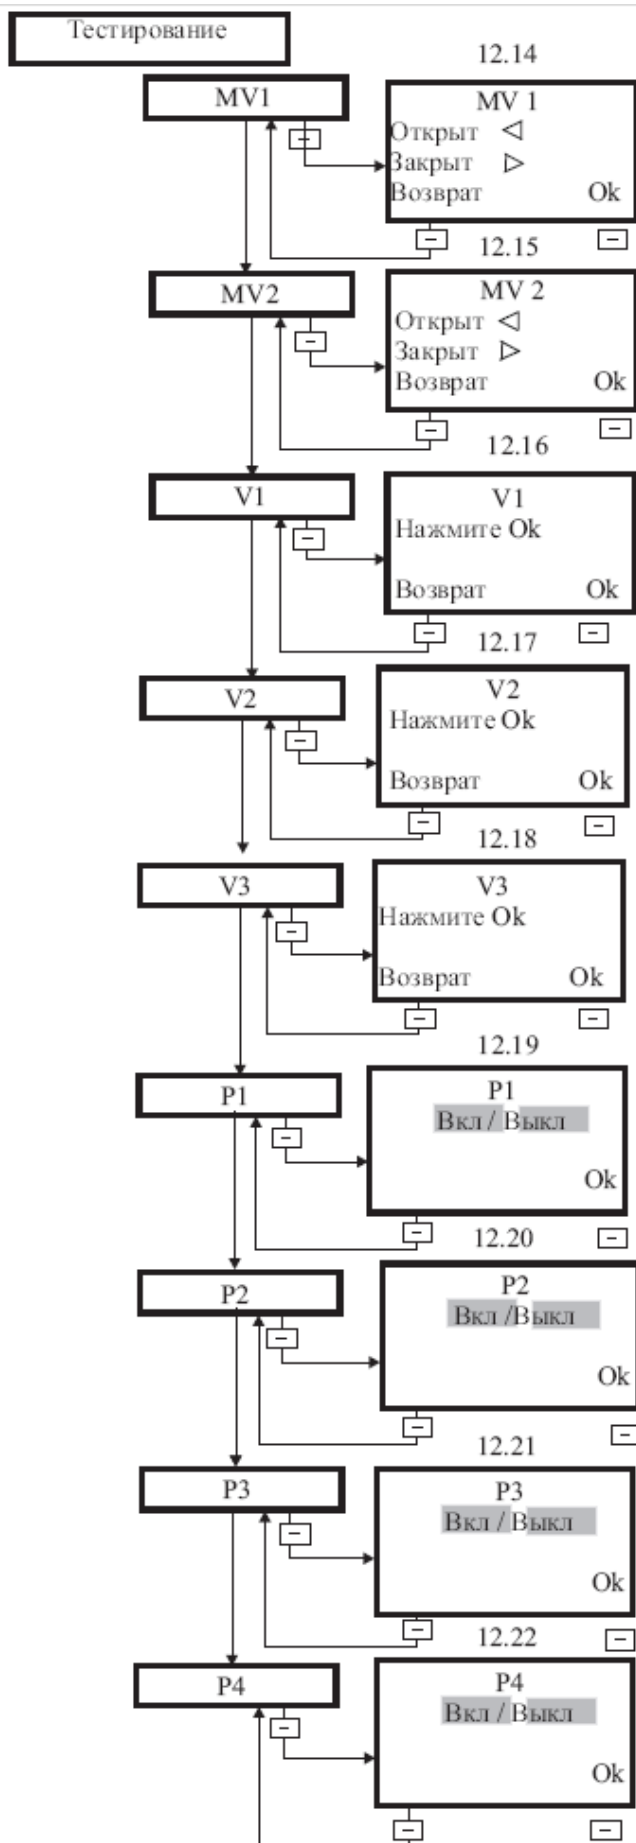 Тестирование
12.14
MV1
MV 1
Открыт ◁
Закрыт ▷
Возврат Ok
12.15
MV2
MV 2
Открыт ◁
Закрыт ▷
Возврат Ok
12.16
V1
V1
Нажмите Ok
Возврат Ok
12.17
V2
V2
Нажмите Ok
Возврат Ok
12.18
V3
V3
Нажмите Ok
Возврат Ok
12.19
P1
P1
Вкл / Выкл
Ok
12.20
P2
P2
Вкл /Выкл
Ok
12.21
P3
P3
Вкл / Выкл
Ok
12.22
P4
P4
Вкл / Выкл
Ok